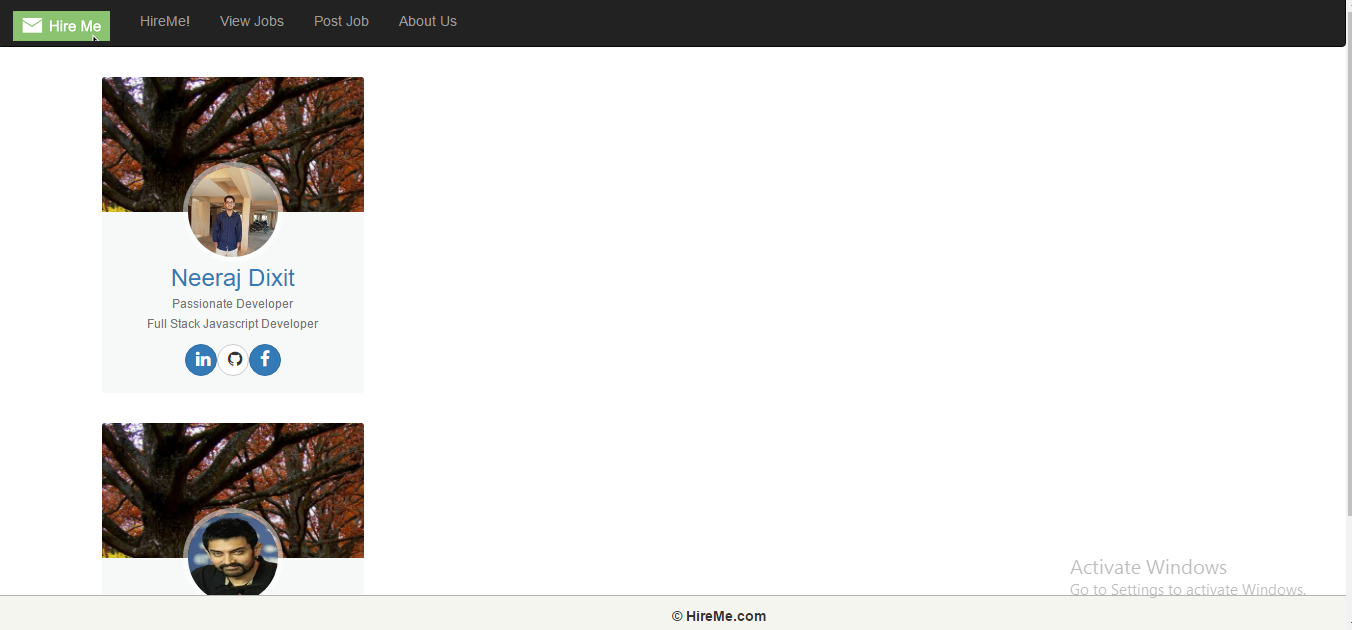 Hire Me HireMe! View Jobs Post Job About Us
Neeraj Dixit
Passionate Developer
Full Stack Javascript Developer
in f
Activate Windows
Go to Settings to activate Windows.
© HireMe.com